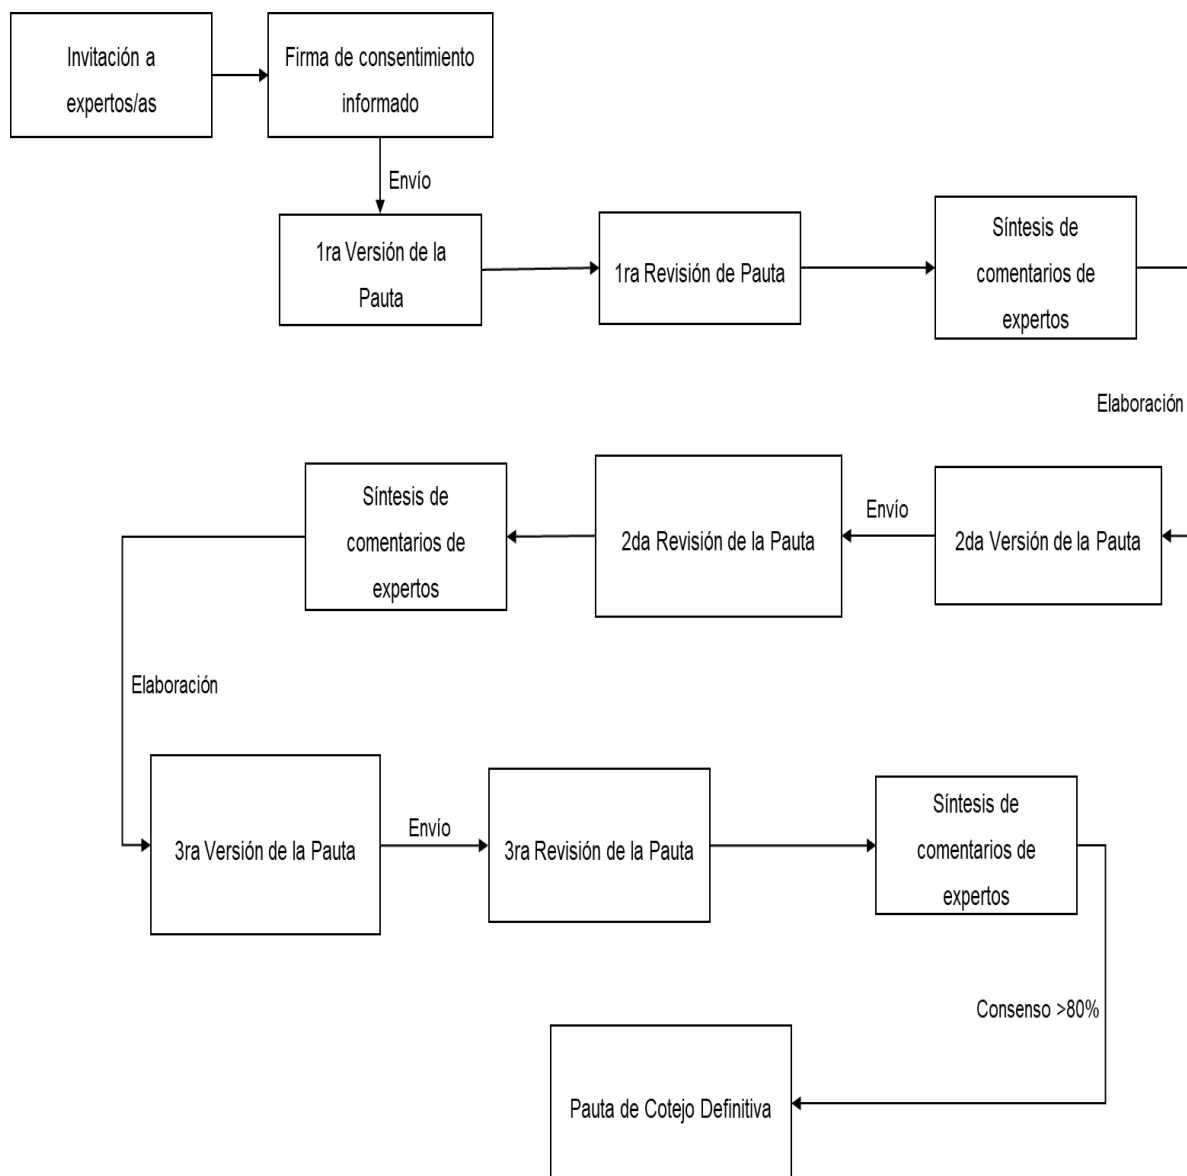 Invitación a
expertos/as
Firma de consentimiento
informado
Envío
1ra Versión de la
Pauta
1ra Revisión de Pauta
Síntesis de
comentarios de
expertos
Elaboración
2da Versión de la Pauta
Envío
2da Revisión de la Pauta
Síntesis de
comentarios de
expertos
Elaboración
3ra Versión de la Pauta
Envío
3ra Revisión de la Pauta
Síntesis de
comentarios de
expertos
Consenso >80%
Pauta de Cotejo Definitiva